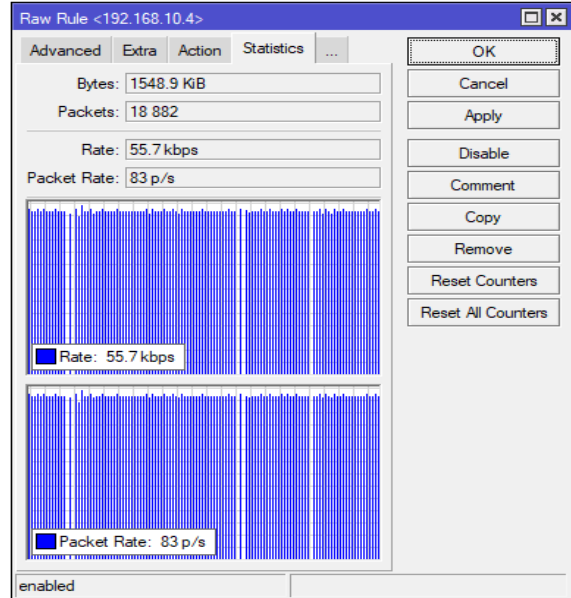 Raw Rule <192.168.10.4>
Advanced Extra Action Statistics ...
Bytes: 1548.9 KiB
Packets: 18 882
Rate: 55.7 kbps
Packet Rate: 83 p/s
Rate: 55.7 kbps
Packet Rate: 83 p/s
OK
Cancel
Apply
Disable
Comment
Copy
Remove
Reset Counters
Reset All Counters
enabled